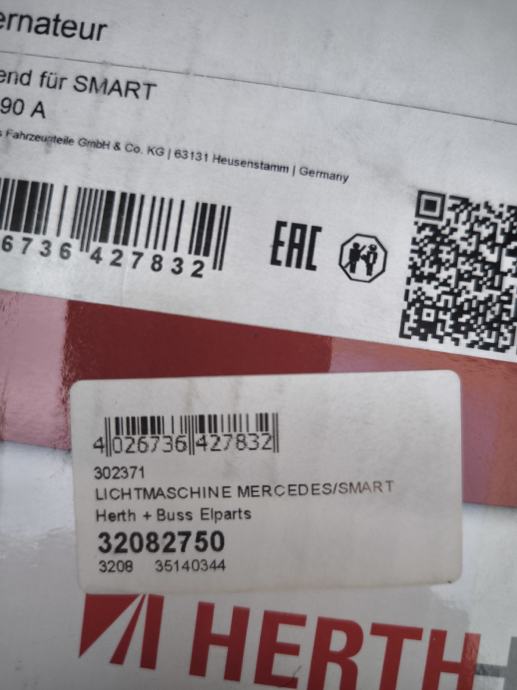 ernateur
end für SMART
90 A
s Fahrzeugteile GmbH & Co. KG | 63131 Heusenstamm | Germany
6736 427832
EAC
4 026736 427832
302371
LICHTMASCHINE MERCEDES/SMART
Herth + Buss Elparts
32082750
3208 35140344
HERTH